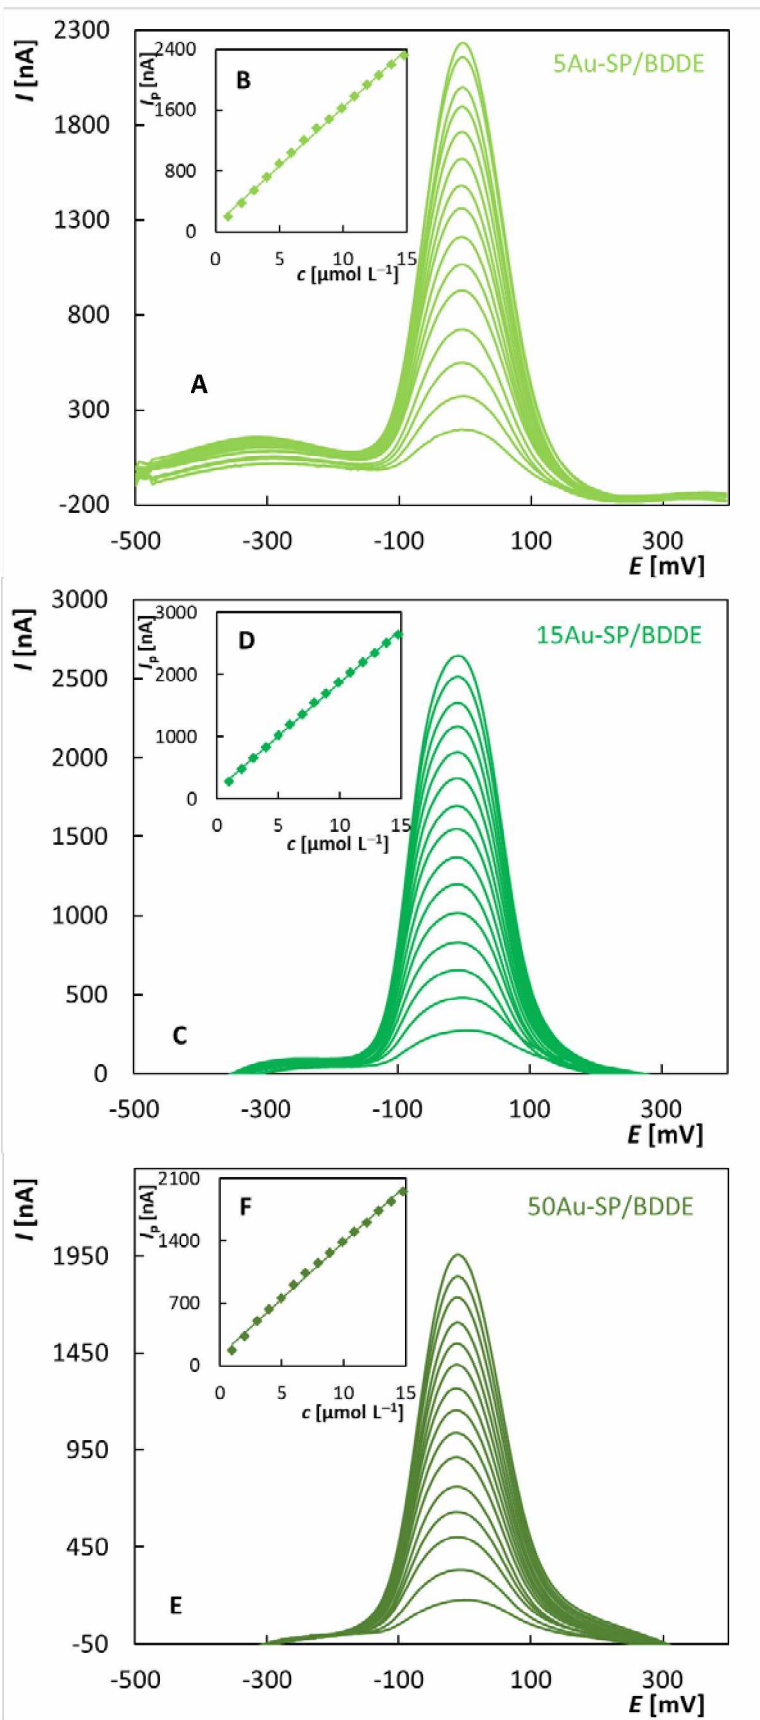 2300
1800
1300
800
300
-200
I [nA]
5Au-SP/BDDE
A
-500
-300
-100
100
300
E [mV]
B
Ip [nA]
2400
1600
800
0
0
5
10
15
c [µmol L⁻¹]
3000
2500
2000
1500
1000
500
0
I [nA]
15Au-SP/BDDE
C
-500
-300
-100
100
300
E [mV]
D
Ip [nA]
3000
2000
1000
0
0
5
10
15
c [µmol L⁻¹]
1950
1450
950
450
-50
I [nA]
50Au-SP/BDDE
E
-500
-300
-100
100
300
E [mV]
F
Ip [nA]
2100
1400
700
0
0
5
10
15
c [µmol L⁻¹]